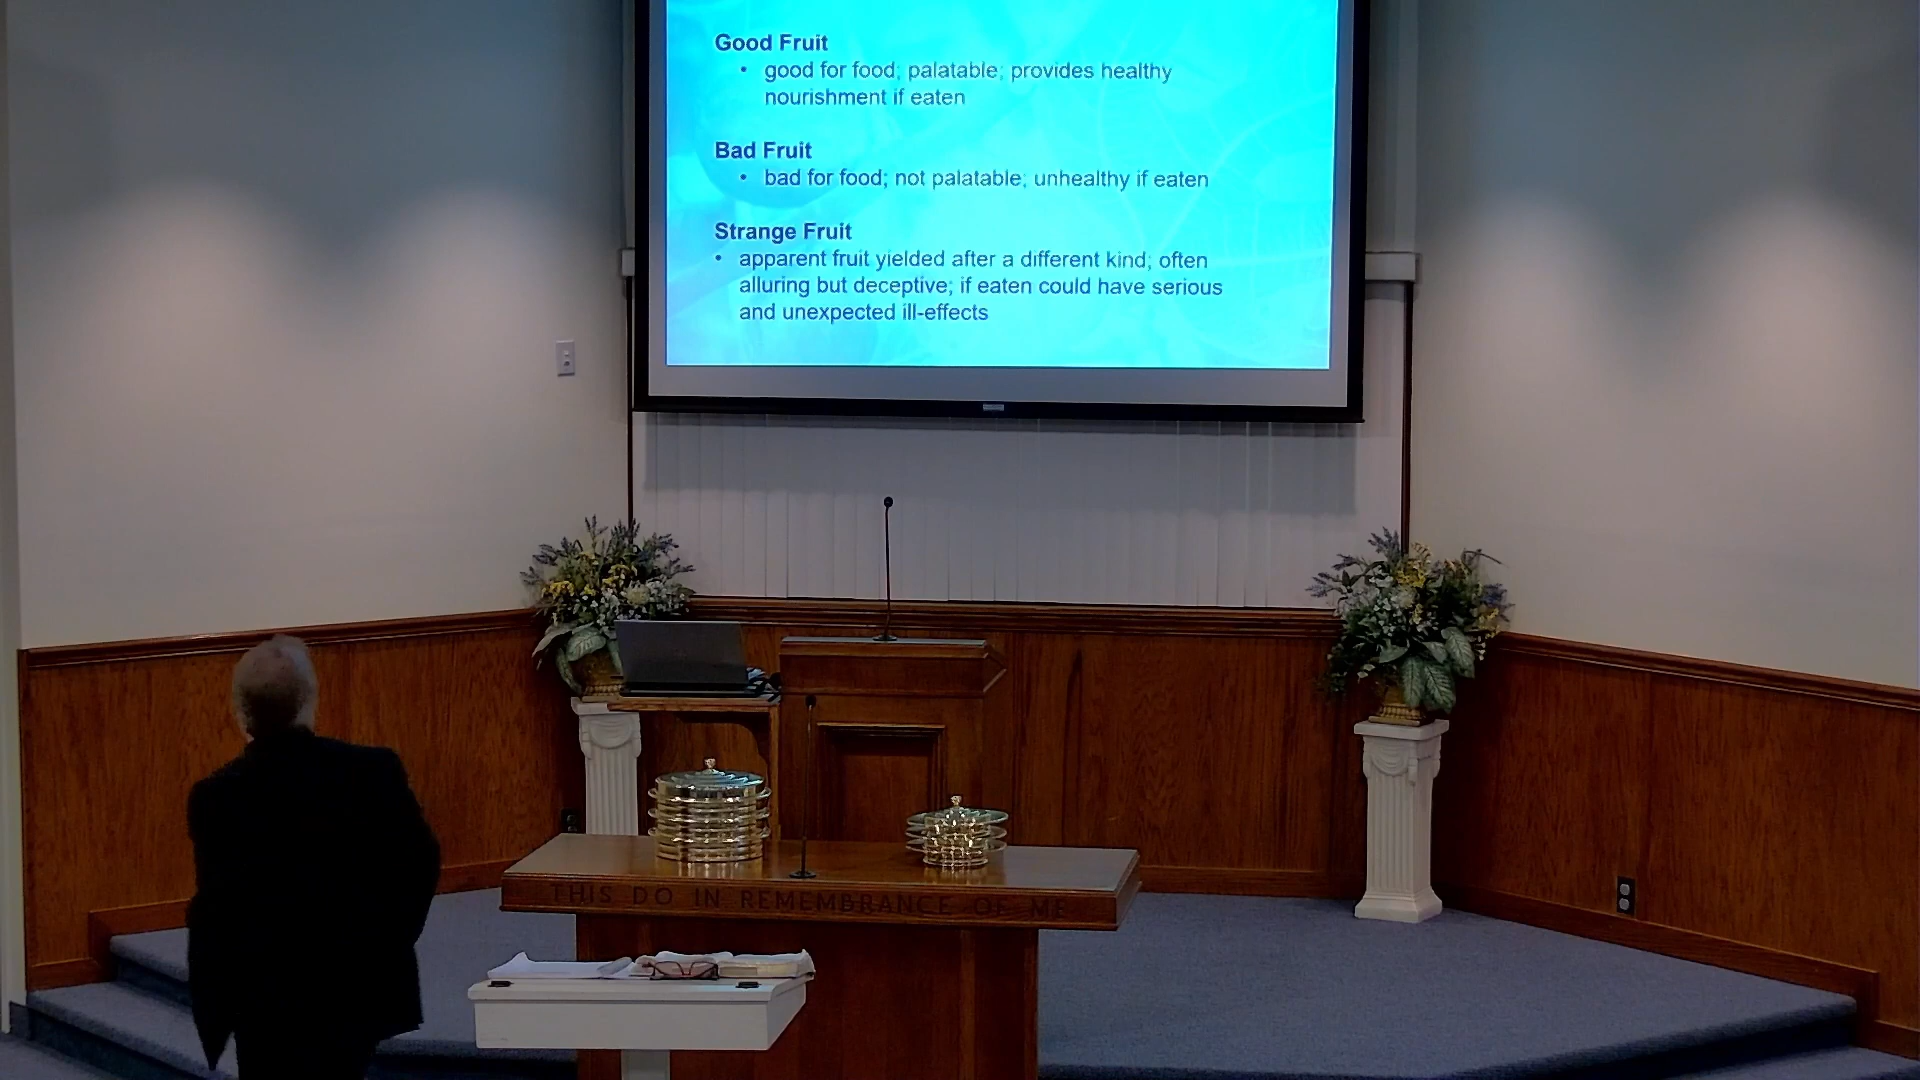 Good Fruit
• good for food; palatable; provides healthy
nourishment if eaten
Bad Fruit
• bad for food; not palatable; unhealthy if eaten
Strange Fruit
• apparent fruit yielded after a different kind; often
alluring but deceptive; if eaten could have serious
and unexpected ill-effects
THIS DO IN REMEMBRANCE OF ME